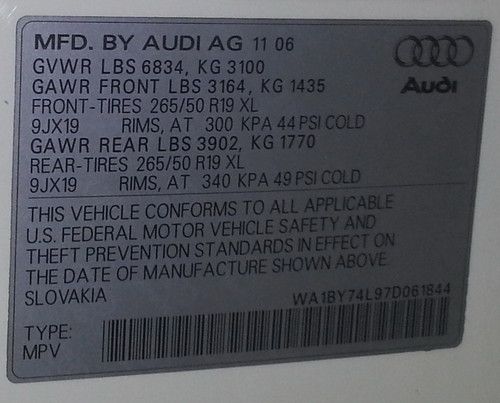 MFD. BY AUDI AG 11 06
GVWR LBS 6834, KG 3100
GAWR FRONT LBS 3164, KG 1435
FRONT-TIRES 265/50 R19 XL
9JX19 RIMS, AT 300 KPA 44 PSI COLD
GAWR REAR LBS 3902, KG 1770
REAR-TIRES 265/50 R19 XL
9JX19 RIMS, AT 340 KPA 49 PSI COLD
Audi
THIS VEHICLE CONFORMS TO ALL APPLICABLE
U.S. FEDERAL MOTOR VEHICLE SAFETY AND
THEFT PREVENTION STANDARDS IN EFFECT ON
THE DATE OF MANUFACTURE SHOWN ABOVE.
SLOVAKIA WA1BY74L97D061844
TYPE:
MPV